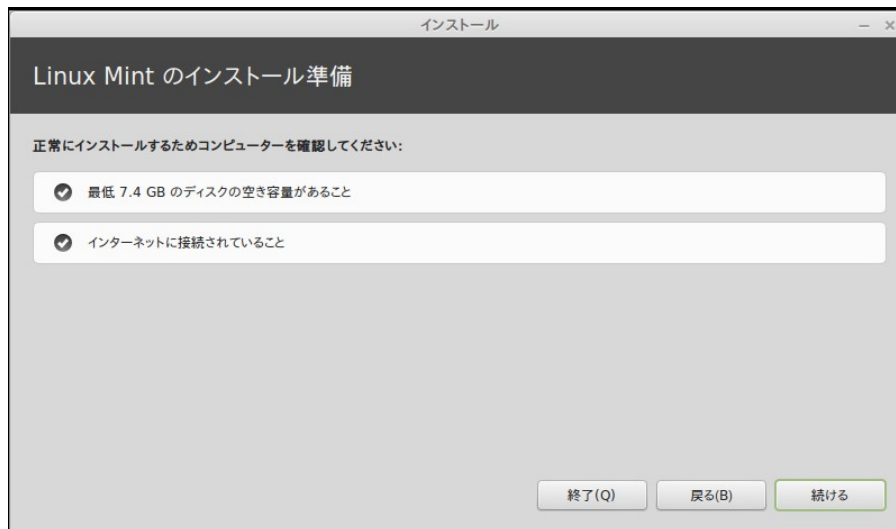 インストール
Linux Mint のインストール準備
正常にインストールするためコンピューターを確認してください:
最低 7.4 GB のディスクの空き容量があること
インターネットに接続されていること
終了(Q) 戻る(B) 続ける